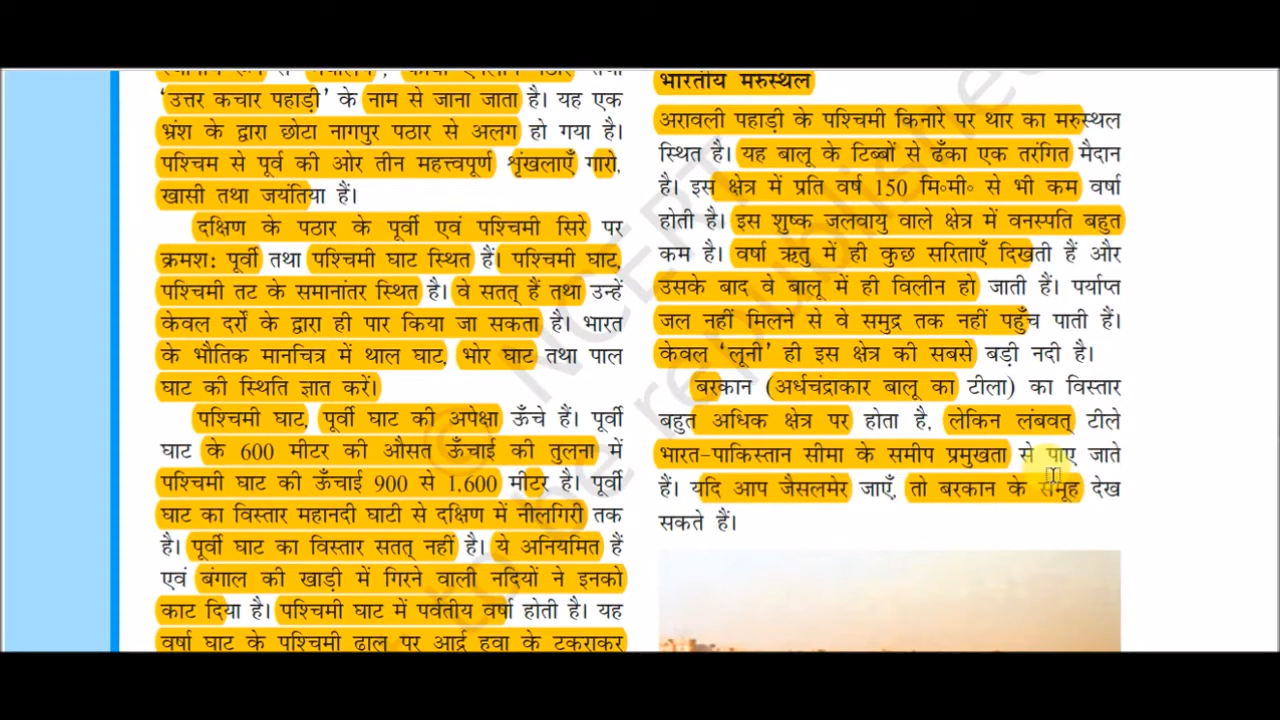 'उत्तर कचार पहाड़ी' के नाम से जाना जाता है। यह एक
भ्रंश के द्वारा छोटा नागपुर पठार से अलग हो गया है।
पश्चिम से पूर्व की ओर तीन महत्त्वपूर्ण शृंखलाएँ गारो,
खासी तथा जयंतिया हैं।
दक्षिण के पठार के पूर्वी एवं पश्चिमी सिरे पर
क्रमश: पूर्वी तथा पश्चिमी घाट स्थित हैं। पश्चिमी घाट,
पश्चिमी तट के समानांतर स्थित है। वे सतत् हैं तथा उन्हें
केवल दर्रों के द्वारा ही पार किया जा सकता है। भारत
के भौतिक मानचित्र में थाल घाट, भोर घाट तथा पाल
घाट की स्थिति ज्ञात करें।
पश्चिमी घाट, पूर्वी घाट की अपेक्षा ऊँचे हैं। पूर्वी
घाट के 600 मीटर की औसत ऊँचाई की तुलना में
पश्चिमी घाट की ऊँचाई 900 से 1,600 मीटर है। पूर्वी
घाट का विस्तार महानदी घाटी से दक्षिण में नीलगिरी तक
है। पूर्वी घाट का विस्तार सतत् नहीं है। ये अनियमित हैं
एवं बंगाल की खाड़ी में गिरने वाली नदियों ने इनको
काट दिया है। पश्चिमी घाट में पर्वतीय वर्षा होती है। यह
वर्षा घाट के पश्चिमी ढाल पर आर्द्र हवा के टकराकर
भारतीय मरुस्थल
अरावली पहाड़ी के पश्चिमी किनारे पर थार का मरुस्थल
स्थित है। यह बालू के टिब्बों से ढँका एक तरंगित मैदान
है। इस क्षेत्र में प्रति वर्ष 150 मि॰मी॰ से भी कम वर्षा
होती है। इस शुष्क जलवायु वाले क्षेत्र में वनस्पति बहुत
कम है। वर्षा ऋतु में ही कुछ सरिताएँ दिखती हैं और
उसके बाद वे बालू में ही विलीन हो जाती हैं। पर्याप्त
जल नहीं मिलने से वे समुद्र तक नहीं पहुँच पाती हैं।
केवल 'लूनी' ही इस क्षेत्र की सबसे बड़ी नदी है।
बरकान (अर्धचंद्राकार बालू का टीला) का विस्तार
बहुत अधिक क्षेत्र पर होता है, लेकिन लंबवत् टीले
भारत-पाकिस्तान सीमा के समीप प्रमुखता से पाए जाते
हैं। यदि आप जैसलमेर जाएँ, तो बरकान के समूह देख
सकते हैं।